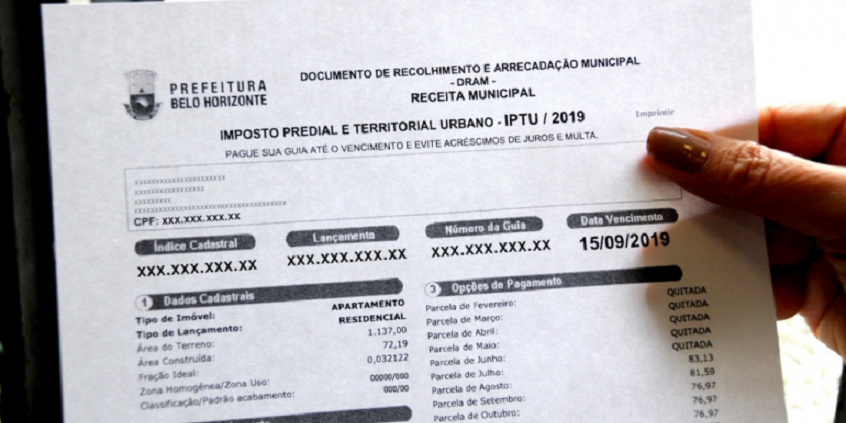 PREFEITURA
BELO HORIZONTE
DOCUMENTO DE RECOLHIMENTO E ARRECADAÇÃO MUNICIPAL
- DRAM -
RECEITA MUNICIPAL
IMPOSTO PREDIAL E TERRITORIAL URBANO - IPTU / 2019
Imprimir
PAGUE SUA GUIA ATÉ O VENCIMENTO E EVITE ACRÉSCIMOS DE JUROS E MULTA.
CPF: XXX.XXX.XXX.XX
Índice Cadastral
Lançamento
Número da Guia
Data Vencimento
XXX.XXX.XXX.XX
XXX.XXX.XXX.XX
XXX.XXX.XXX.XX
15/09/2019
1 Dados Cadastrais
Tipo de Imóvel: APARTAMENTO
Tipo de Lançamento: RESIDENCIAL
Área do Terreno: 1.137,00
Área Construída: 72,19
Fração Ideal: 0,032122
Zona Homogênea/Zona Uso: 00000/000
Classificação/Padrão acabamento: 000/00
3 Opções de Pagamento
Parcela de Fevereiro: QUITADA
Parcela de Março: QUITADA
Parcela de Abril: QUITADA
Parcela de Maio: QUITADA
Parcela de Junho: 83,13
Parcela de Julho: 81,59
Parcela de Agosto: 76,97
Parcela de Setembro: 76,97
Parcela de Outubro: 76,97